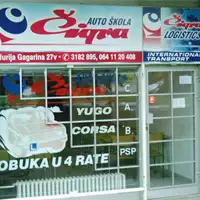 AUTO ŠKOLA
Čigra
Jurija Gagarina 27v - ✆ 3182 895, 064 11 20 408
Čigra
LOGISTICS
INTERNATIONAL
TRANSPORT
YUGO
CORSA
C
A
B
PSP
OBUKA U 4 RATE
L